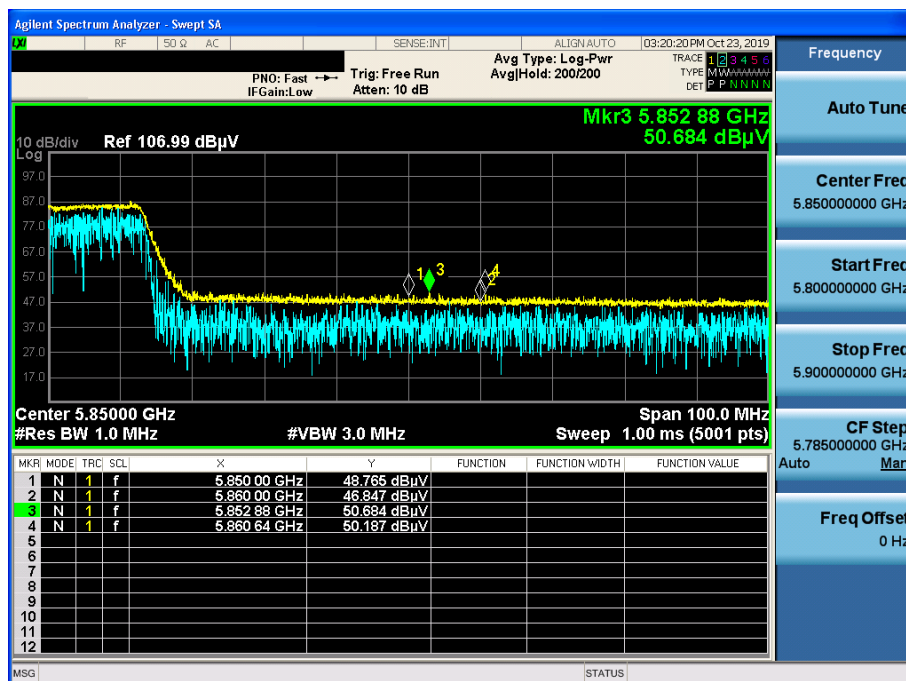 Agilent Spectrum Analyzer - Swept SA
LXI RF 50 Ω AC SENSE:INT ALIGN AUTO 03:20:20 PM Oct 23, 2019
Avg Type: Log-Pwr TRACE 1 2 3 4 5 6
PNO: Fast Trig: Free Run Avg|Hold: 200/200 TYPE M W W W W W
IFGain:Low Atten: 10 dB DET P P N N N N
Mkr3 5.852 88 GHz
50.684 dBµV
10 dB/div Ref 106.99 dBµV
Log
97.0
87.0
77.0
67.0
57.0
47.0
37.0
27.0
17.0
1 3 4
2
Center 5.85000 GHz Span 100.0 MHz
#Res BW 1.0 MHz #VBW 3.0 MHz Sweep 1.00 ms (5001 pts)
MKR MODE TRC SCL X Y FUNCTION FUNCTION WIDTH FUNCTION VALUE
1 N 1 f 5.850 00 GHz 48.765 dBµV
2 N 1 f 5.860 00 GHz 46.847 dBµV
3 N 1 f 5.852 88 GHz 50.684 dBµV
4 N 1 f 5.860 64 GHz 50.187 dBµV
5
6
7
8
9
10
11
12
MSG STATUS
Frequency
Auto Tune
Center Freq
5.850000000 GHz
Start Freq
5.800000000 GHz
Stop Freq
5.900000000 GHz
CF Step
5.785000000 GHz
Auto Man
Freq Offset
0 Hz